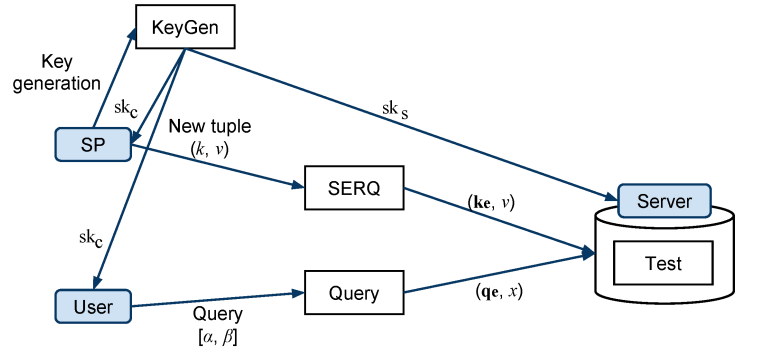 KeyGen
Key
generation
sk_c
sk_s
SP
New tuple
(k, v)
SERQ
(ke, v)
Server
Test
sk_c
User
Query
[α, β]
Query
(qe, x)